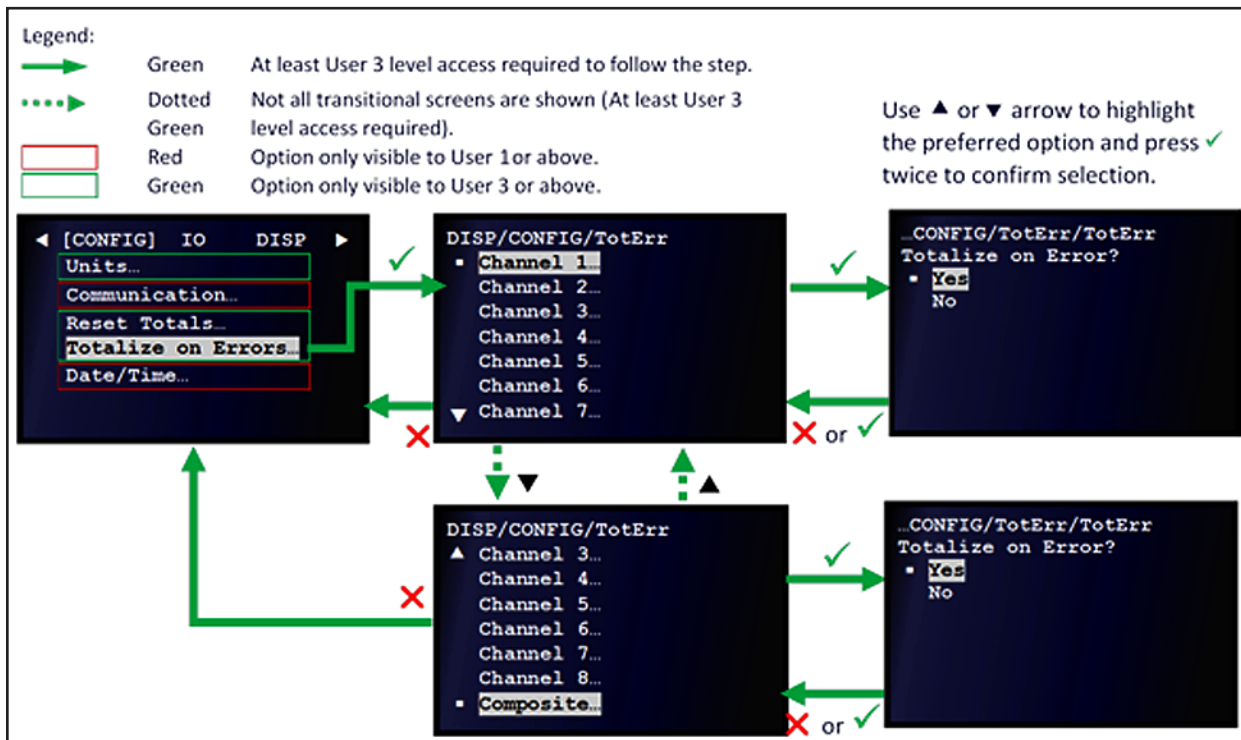 Legend:
Green At least User 3 level access required to follow the step.
Dotted Not all transitional screens are shown (At least User 3
Green level access required).
Red Option only visible to User 1 or above.
Green Option only visible to User 3 or above.
Use ▲ or ▼ arrow to highlight
the preferred option and press ✓
twice to confirm selection.
◀ [CONFIG] IO DISP ▶
Units…
Communication…
Reset Totals…
Totalize on Errors…
Date/Time…
✓
DISP/CONFIG/TotErr
▪ Channel 1…
Channel 2…
Channel 3…
Channel 4…
Channel 5…
Channel 6…
▼ Channel 7…
✓
…CONFIG/TotErr/TotErr
Totalize on Error?
▪ Yes
No
✗
✗ or ✓
▼
▲
DISP/CONFIG/TotErr
▲ Channel 3…
Channel 4…
Channel 5…
Channel 6…
Channel 7…
Channel 8…
▪ Composite…
✗
✓
…CONFIG/TotErr/TotErr
Totalize on Error?
▪ Yes
No
✗ or ✓